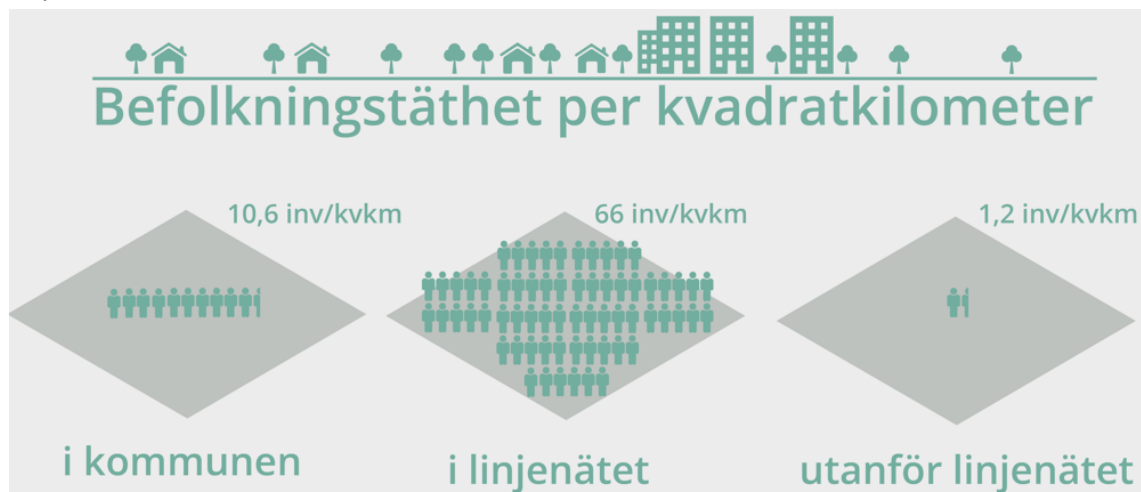 Befolkningstäthet per kvadratkilometer
10,6 inv/kvkm
66 inv/kvkm
1,2 inv/kvkm
i kommunen
i linjenätet
utanför linjenätet